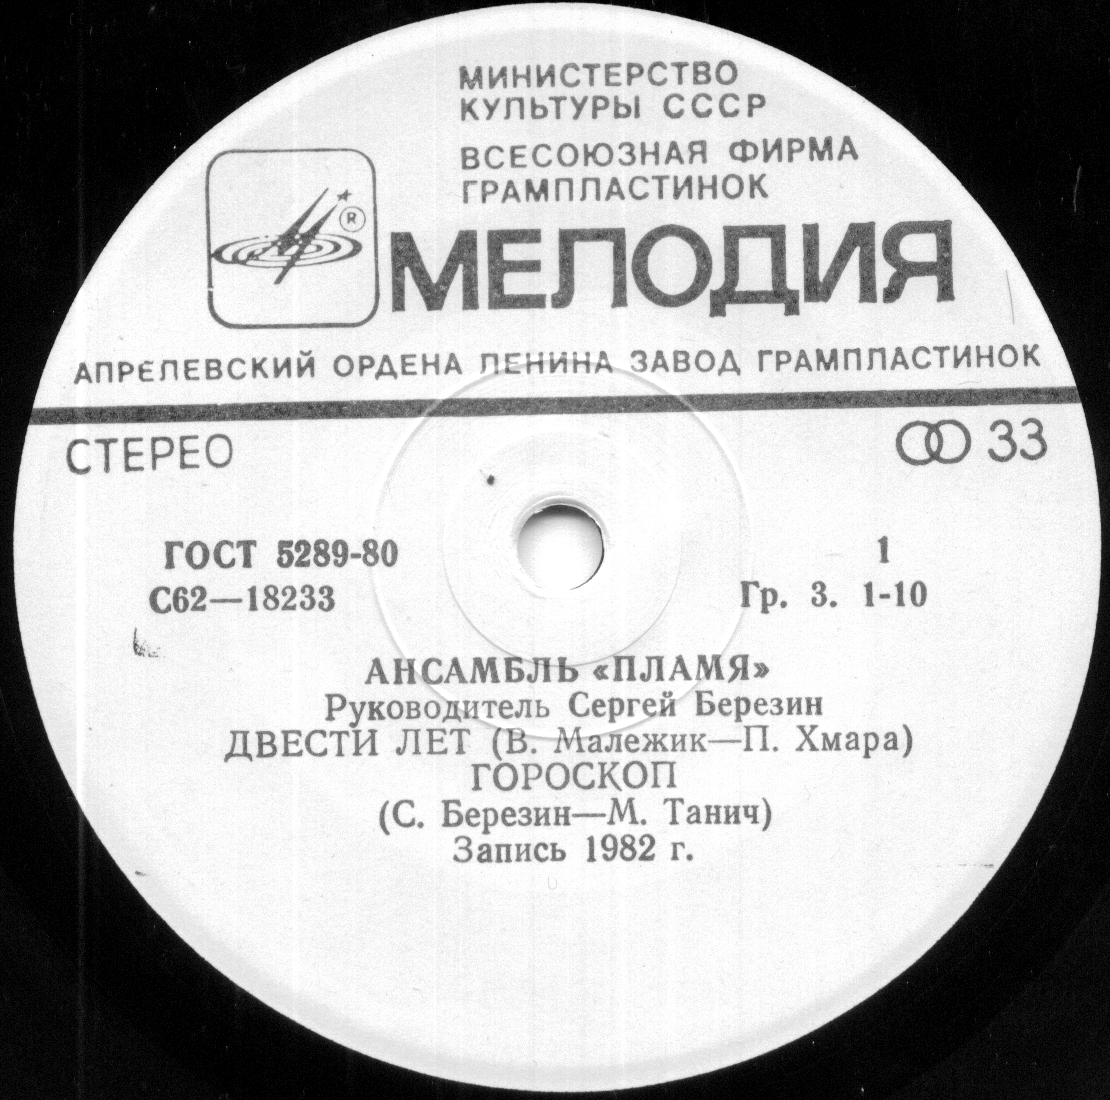 МИНИСТЕРСТВО
КУЛЬТУРЫ СССР
ВСЕСОЮЗНАЯ ФИРМА
ГРАМПЛАСТИНОК
®
МЕЛОДИЯ
АПРЕЛЕВСКИЙ ОРДЕНА ЛЕНИНА ЗАВОД ГРАМПЛАСТИНОК
СТЕРЕО 33
ГОСТ 5289-80 1
С62—18233 Гр. 3. 1-10
АНСАМБЛЬ «ПЛАМЯ»
Руководитель Сергей Березин
ДВЕСТИ ЛЕТ (В. Малежик—П. Хмара)
ГОРОСКОП
(С. Березин—М. Танич)
Запись 1982 г.